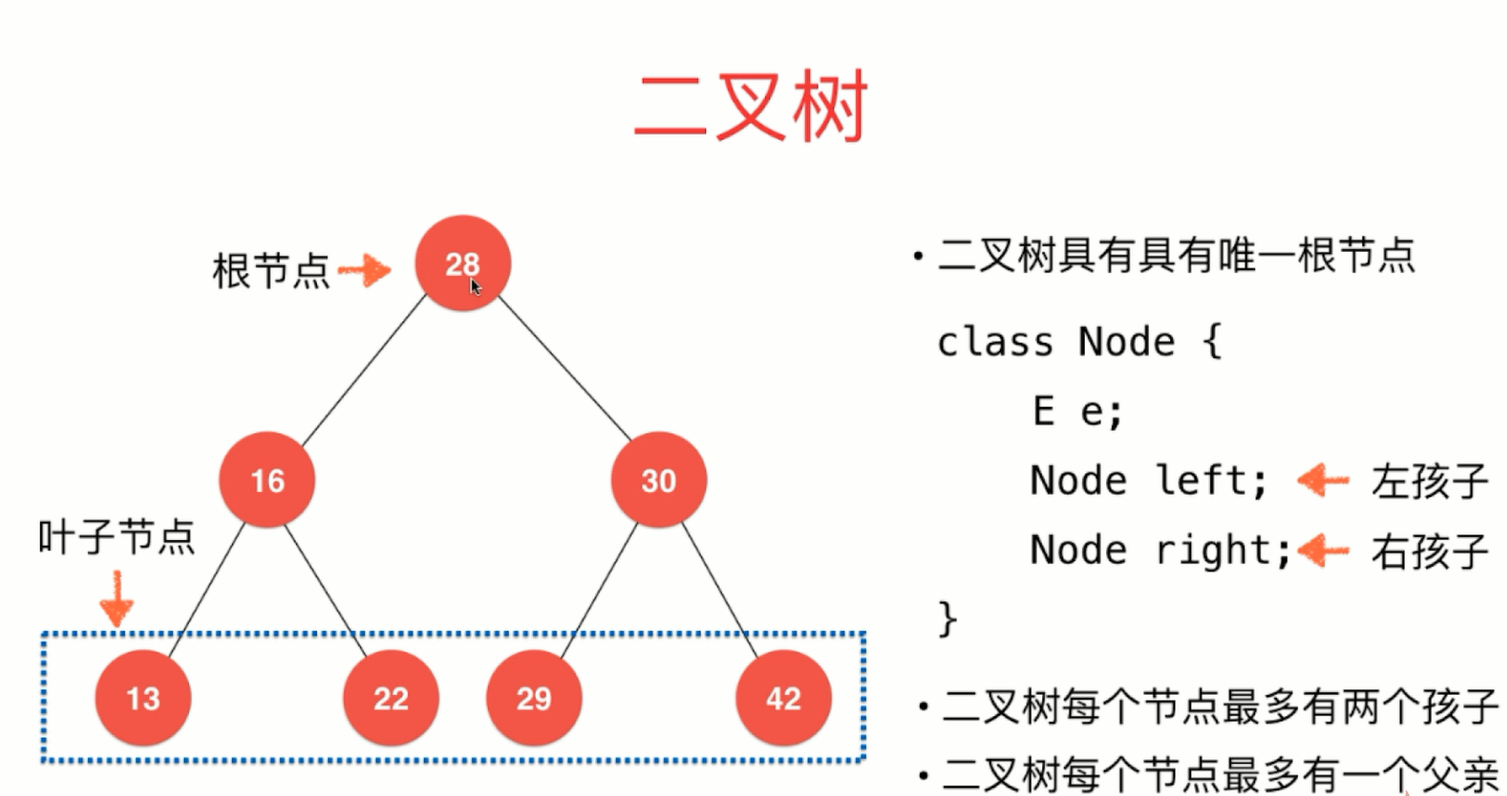 二叉树
根节点
28
16
30
叶子节点
13
22
29
42
• 二叉树具有具有唯一根节点
class Node {
E e;
Node left;
左孩子
Node right;
右孩子
}
• 二叉树每个节点最多有两个孩子
• 二叉树每个节点最多有一个父亲